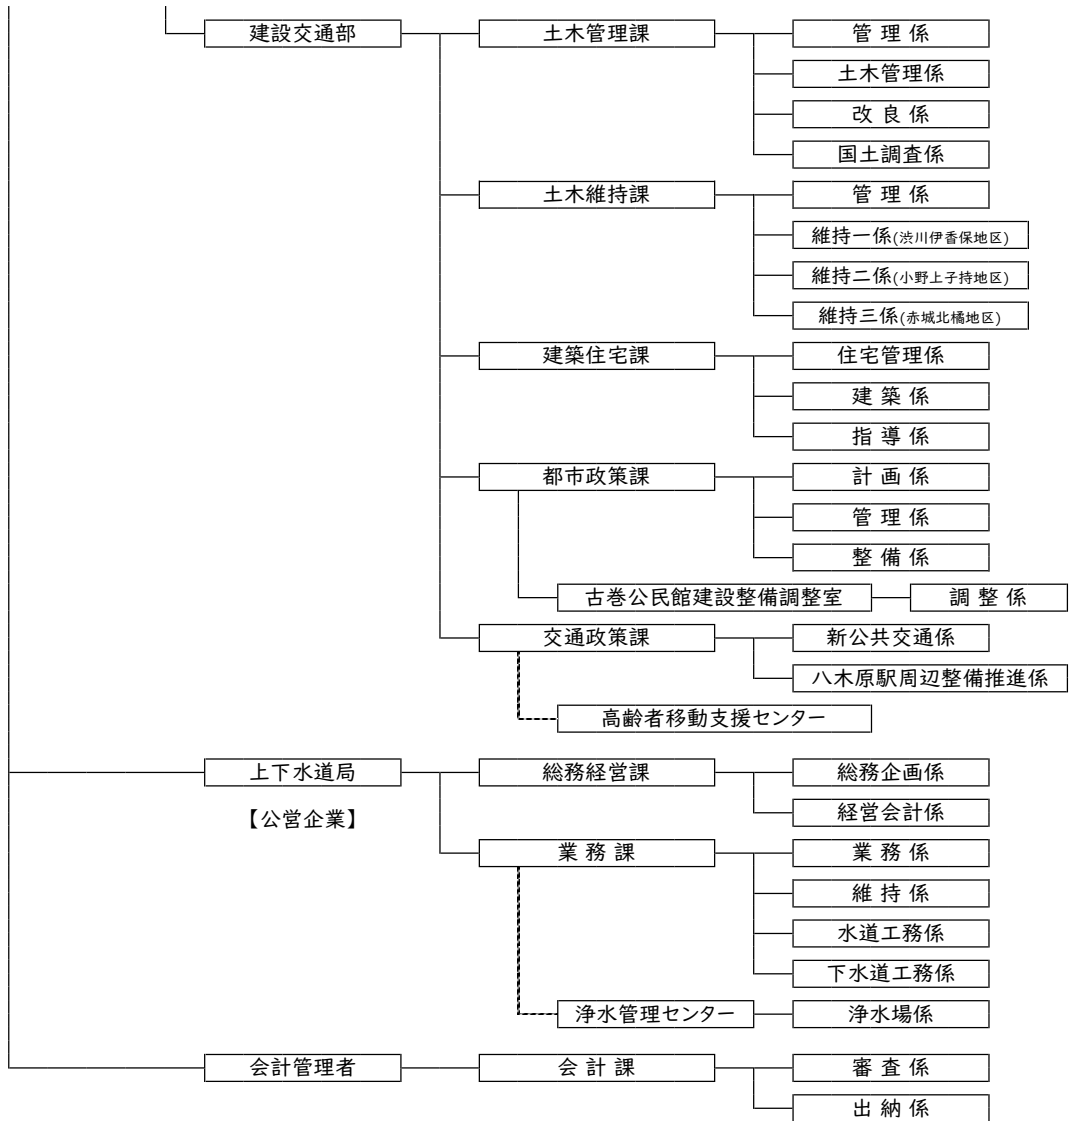 建設交通部 土木管理課 管理係
土木管理係
改良係
国土調査係
土木維持課 管理係
維持一係(渋川伊香保地区)
維持二係(小野上子持地区)
維持三係(赤城北橘地区)
建築住宅課 住宅管理係
建築係
指導係
都市政策課 計画係
管理係
整備係
古巻公民館建設整備調整室 調整係
交通政策課 新公共交通係
八木原駅周辺整備推進係
高齢者移動支援センター
上下水道局 総務経営課 総務企画係
【公営企業】 経営会計係
業務課 業務係
維持係
水道工務係
下水道工務係
浄水管理センター 浄水場係
会計管理者 会計課 審査係
出納係